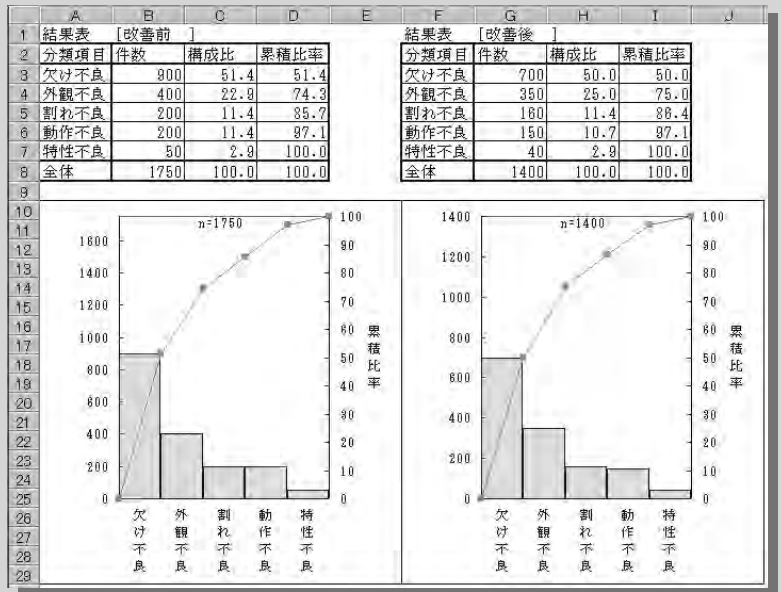 A B C D E F G H I J
1 結果表 [改善前 ] 結果表 [改善後 ]
2 分類項目 件数 構成比 累積比率 分類項目 件数 構成比 累積比率
3 欠け不良 900 51.4 51.4 欠け不良 700 50.0 50.0
4 外観不良 400 22.9 74.3 外観不良 350 25.0 75.0
5 割れ不良 200 11.4 85.7 割れ不良 160 11.4 86.4
6 動作不良 200 11.4 97.1 動作不良 150 10.7 97.1
7 特性不良 50 2.9 100.0 特性不良 40 2.9 100.0
8 全体 1750 100.0 100.0 全体 1400 100.0 100.0
9
10
11
12
13
14
15
16
17
18
19
20
21
22
23
24
25
26
27
28
29
n=1750
1600
1400
1200
1000
800
600
400
200
0
100
90
80
70
60
50
40
30
20
10
0
累積比率
欠け不良
外観不良
割れ不良
動作不良
特性不良
n=1400
1400
1200
1000
800
600
400
200
0
100
90
80
70
60
50
40
30
20
10
0
累積比率
欠け不良
外観不良
割れ不良
動作不良
特性不良